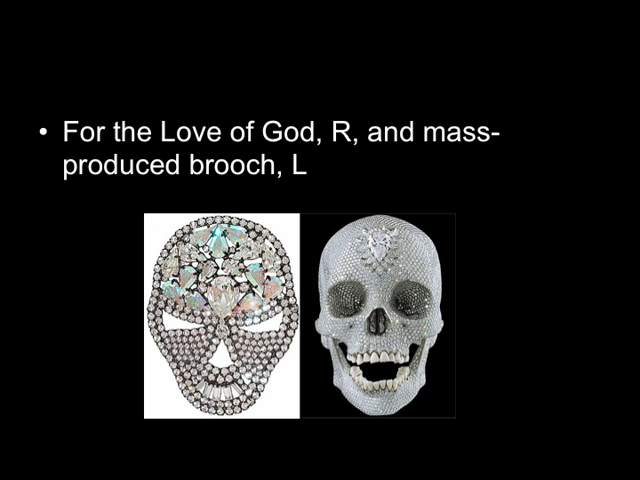 • For the Love of God, R, and mass-
produced brooch, L